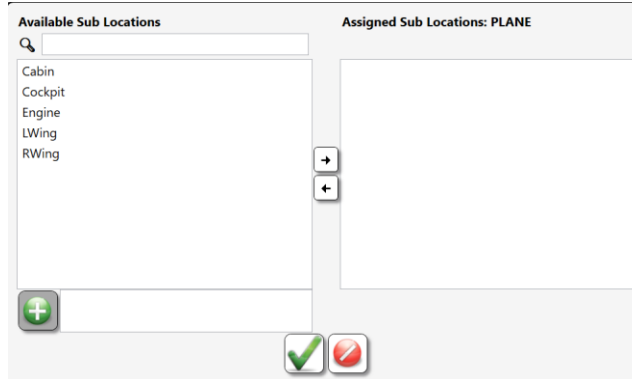 Available Sub Locations
Assigned Sub Locations: PLANE
Cabin
Cockpit
Engine
LWing
RWing